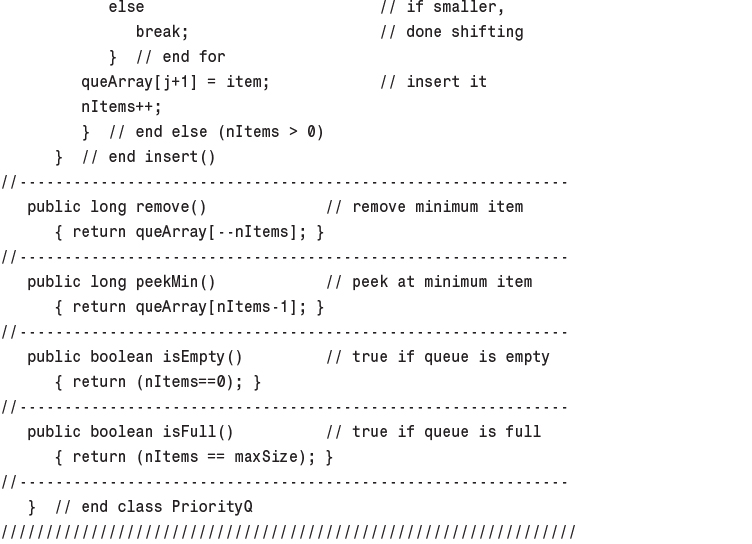 else                          // if smaller,
               break;                     // done shifting
            }  // end for
         queArray[j+1] = item;            // insert it
         nItems++;
         }  // end else (nItems > 0)
      }  // end insert()
//-------------------------------------------------------------
   public long remove()             // remove minimum item
      { return queArray[--nItems]; }
//-------------------------------------------------------------
   public long peekMin()            // peek at minimum item
      { return queArray[nItems-1]; }
//-------------------------------------------------------------
   public boolean isEmpty()         // true if queue is empty
      { return (nItems==0); }
//-------------------------------------------------------------
   public boolean isFull()          // true if queue is full
      { return (nItems == maxSize); }
//-------------------------------------------------------------
   }  // end class PriorityQ
////////////////////////////////////////////////////////////////